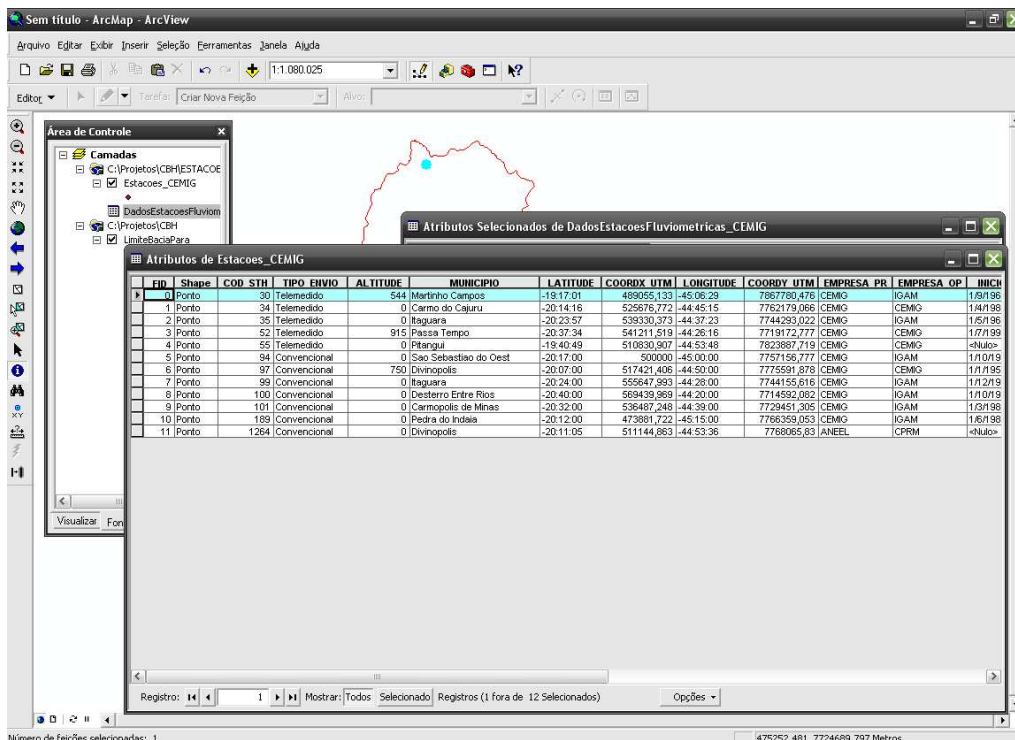 Sem título - ArcMap - ArcView
Arquivo Editar Exibir Inserir Seleção Ferramentas Janela Ajuda
1:1.080.025
Editor Tarefa: Criar Nova Feição Alvo:
Área de Controle
Camadas
C:\Projetos\CBH\ESTACOE
Estacoes_CEMIG
DadosEstacoesFluviom
C:\Projetos\CBH
LimiteBaciaPara
Visualizar Fon
Atributos Selecionados de DadosEstacoesFluviometricas_CEMIG
Atributos de Estacoes_CEMIG
FID Shape COD_STH TIPO_ENVIO ALTITUDE MUNICIPIO LATITUDE COORDX_UTM LONGITUDE COORDY_UTM EMPRESA_PR EMPRESA_OP
0 Ponto 30 Telemedido 544 Martinho Campos -19:17:01 489055,133 -45:06:29 7867780,476 CEMIG IGAM 1/9/196
1 Ponto 34 Telemedido 0 Carmo do Cajuru -20:14:16 525676,772 -44:45:15 7762179,066 CEMIG CEMIG 1/4/198
2 Ponto 35 Telemedido 0 Itaguara -20:23:57 539330,373 -44:37:23 7744293,022 CEMIG IGAM 1/5/196
3 Ponto 52 Telemedido 915 Passa Tempo -20:37:34 541211,519 -44:26:16 7719172,777 CEMIG CEMIG 1/7/199
4 Ponto 55 Telemedido 0 Pitangui -19:40:49 510830,907 -44:53:48 7823887,719 CEMIG CEMIG <Nulo>
5 Ponto 94 Convencional 0 Sao Sebastiao do Oest -20:17:00 500000 -45:00:00 7757156,777 CEMIG IGAM 1/10/19
6 Ponto 97 Convencional 750 Divinopolis -20:07:00 517421,406 -44:50:00 7775591,878 CEMIG CEMIG 1/1/195
7 Ponto 99 Convencional 0 Itaguara -20:24:00 555647,993 -44:28:00 7744155,616 CEMIG IGAM 1/12/19
8 Ponto 100 Convencional 0 Desterro Entre Rios -20:40:00 569439,969 -44:20:00 7714592,082 CEMIG IGAM 1/10/19
9 Ponto 101 Convencional 0 Carmopolis de Minas -20:32:00 536487,248 -44:39:00 7729451,305 CEMIG IGAM 1/3/198
10 Ponto 189 Convencional 0 Pedra do Indaia -20:12:00 473881,722 -45:15:00 7766359,053 CEMIG IGAM 1/6/198
11 Ponto 1264 Convencional 0 Divinopolis -20:11:05 511144,863 -44:53:36 7768065,83 ANEEL CPRM <Nulo>
Registro: 1 Mostrar: Todos Selecionado Registros (1 fora de 12 Selecionados) Opções
Número de feições selecionadas: 1 475252,481 7724689,797 Metros